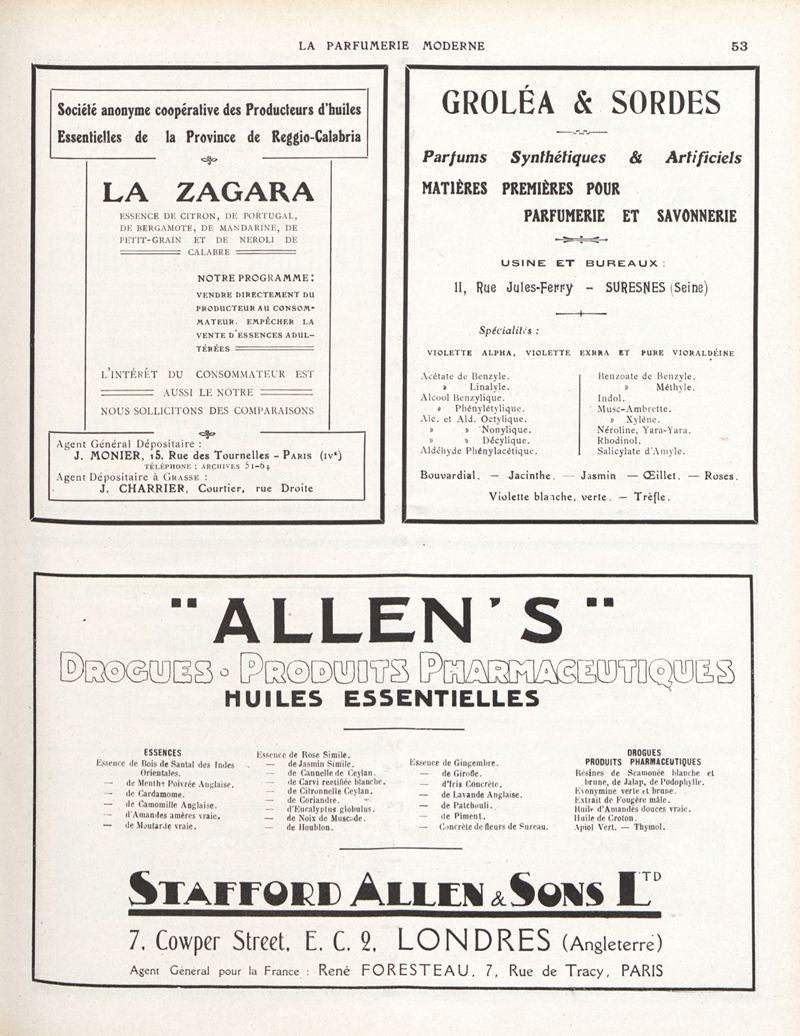 LA PARFUMERIE MODERNE
53
Société anonyme coopérative des Producteurs d'huiles
Essentielles de la Province de Reggio-Calabria
LA ZAGARA
ESSENCE DE CITRON, DE PORTUGAL,
DE BERGAMOTE, DE MANDARINE, DE
PETIT-GRAIN ET DE NEROLI DE
CALABRE
NOTRE PROGRAMME:
VENDRE DIRECTEMENT DU
PRODUCTEUR AU CONSOM-
MATEUR. EMPÊCHER LA
VENTE D'ESSENCES ADUL-
TÉRÉES
L'INTÉRÊT DU CONSOMMATEUR EST
AUSSI LE NOTRE
NOUS SOLLICITONS DES COMPARAISONS
Agent Général Dépositaire :
J. MONIER, 15, Rue des Tournelles - PARIS (IVe)
TÉLÉPHONE : ARCHIVES 51-64
Agent Dépositaire à GRASSE :
J. CHARRIER, Courtier, rue Droite
GROLÉA & SORDES
Parfums Synthétiques & Artificiels
MATIÈRES PREMIÈRES POUR
PARFUMERIE ET SAVONNERIE
USINE ET BUREAUX :
11, Rue Jules-Ferry - SURESNES (Seine)
Spécialités :
VIOLETTE ALPHA, VIOLETTE EXRRA ET PURE VIORALDÉINE
Acétate de Benzyle.
» Linalyle.
Alcool Benzylique.
» Phénylétylique.
Alc. et Ald. Octylique.
» » Nonylique.
» » Décylique.
Aldéhyde Phénylacétique.
Benzoate de Benzyle.
» Méthyle.
Indol.
Musc-Ambrette.
» Xylène.
Néroline, Yara-Yara.
Rhodinol.
Salicylate d'Amyle.
Bouvardial. — Jacinthe. — Jasmin — Œillet. — Roses.
Violette blanche, verte. — Trèfle.
"ALLEN'S"
DROGUES · PRODUITS PHARMACEUTIQUES
HUILES ESSENTIELLES
ESSENCES
Essence de Bois de Santal des Indes
Orientales.
— de Menthe Poivrée Anglaise.
— de Cardamome.
— de Camomille Anglaise.
— d'Amandes amères vraie.
— de Moutarde vraie.
Essence de Rose Simile.
— de Jasmin Simile.
— de Cannelle de Ceylan.
— de Carvi rectifiée blanche.
— de Citronnelle Ceylan.
— de Coriandre.
— d'Eucalyptus globulus.
— de Noix de Muscade.
— de Houblon.
Essence de Gingembre.
— de Girofle.
— d'Iris Concrète.
— de Lavande Anglaise.
— de Patchouli.
— de Piment.
— Concrète de fleurs de Sureau.
DROGUES
PRODUITS PHARMACEUTIQUES
Résines de Scamonée blanche et
brune, de Jalap, de Podophylle.
Evonymine verte et brune.
Extrait de Fougère mâle.
Huile d'Amandes douces vraie.
Huile de Croton.
Apiol Vert. — Thymol.
STAFFORD ALLEN & SONS LTD
7, Cowper Street, E. C. 2, LONDRES (Angleterre)
Agent Général pour la France : René FORESTEAU, 7, Rue de Tracy, PARIS